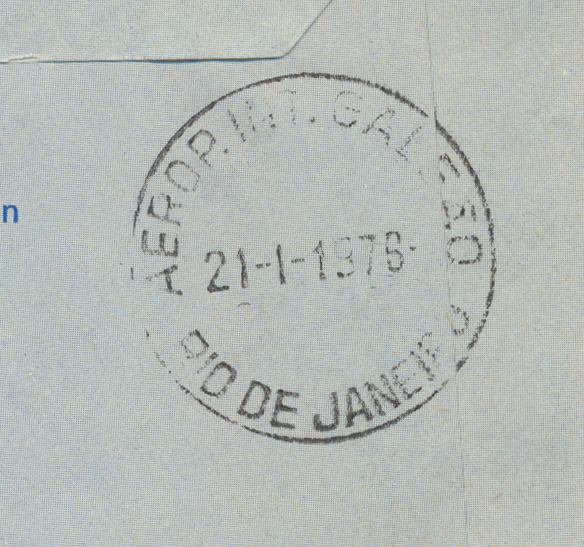 AEROP. INT. GALEÃO
21-1-1976-
RIO DE JANEIRO
n